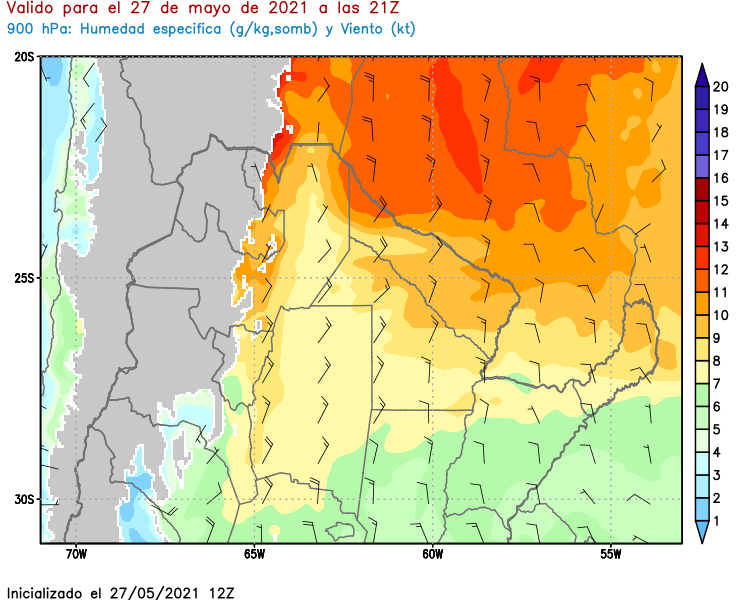 Valido para el 27 de mayo de 2021 a las 21Z
900 hPa: Humedad especifica (g/kg,somb) y Viento (kt)
20S
25S
30S
70W
65W
60W
55W
20
19
18
17
16
15
14
13
12
11
10
9
8
7
6
5
4
3
2
1
Inicializado el 27/05/2021 12Z